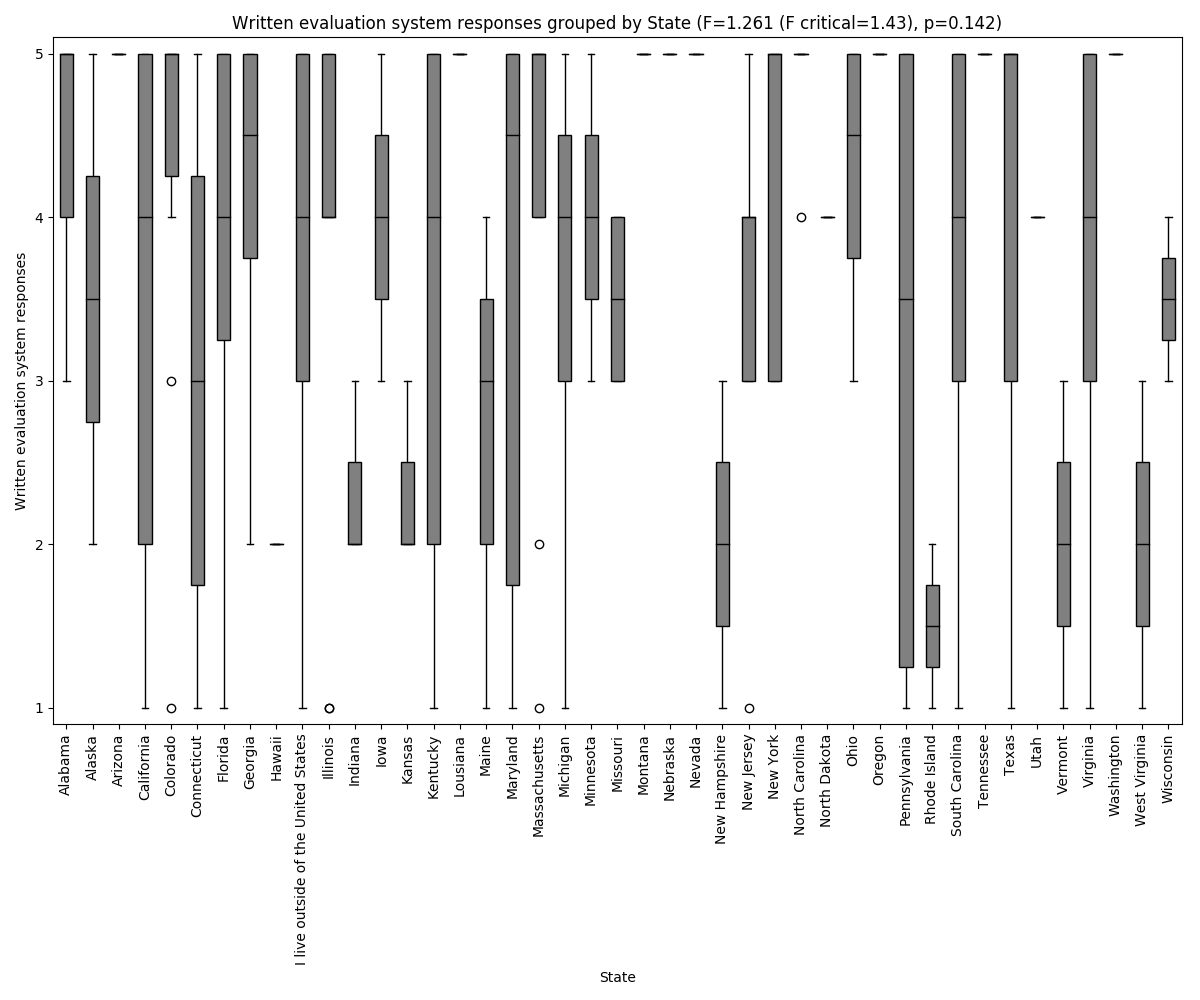 Written evaluation system responses grouped by State (F=1.261 (F critical=1.43), p=0.142)
Written evaluation system responses
5
4
3
2
1
Alabama
Alaska
Arizona
California
Colorado
Connecticut
Florida
Georgia
Hawaii
I live outside of the United States
Illinois
Indiana
Iowa
Kansas
Kentucky
Lousiana
Maine
Maryland
Massachusetts
Michigan
Minnesota
Missouri
Montana
Nebraska
Nevada
New Hampshire
New Jersey
New York
North Carolina
North Dakota
Ohio
Oregon
Pennsylvania
Rhode Island
South Carolina
Tennessee
Texas
Utah
Vermont
Virginia
Washington
West Virginia
Wisconsin
State